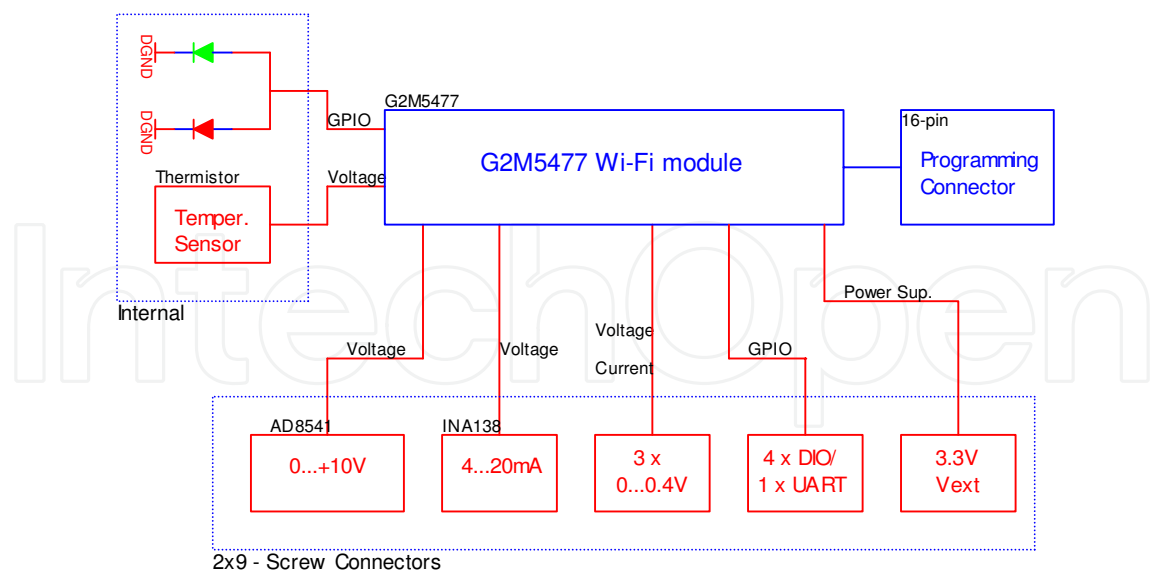 DGND
DGND
GPIO
Thermistor
Temper.
Sensor
Voltage
Internal
G2M5477
G2M5477 Wi-Fi module
16-pin
Programming
Connector
IntechOpen
Power Sup.
Voltage
Voltage
Voltage
Current
GPIO
AD8541
0...+10V
INA138
4...20mA
3 x
0...0.4V
4 x DIO/
1 x UART
3.3V
Vext
2x9 - Screw Connectors